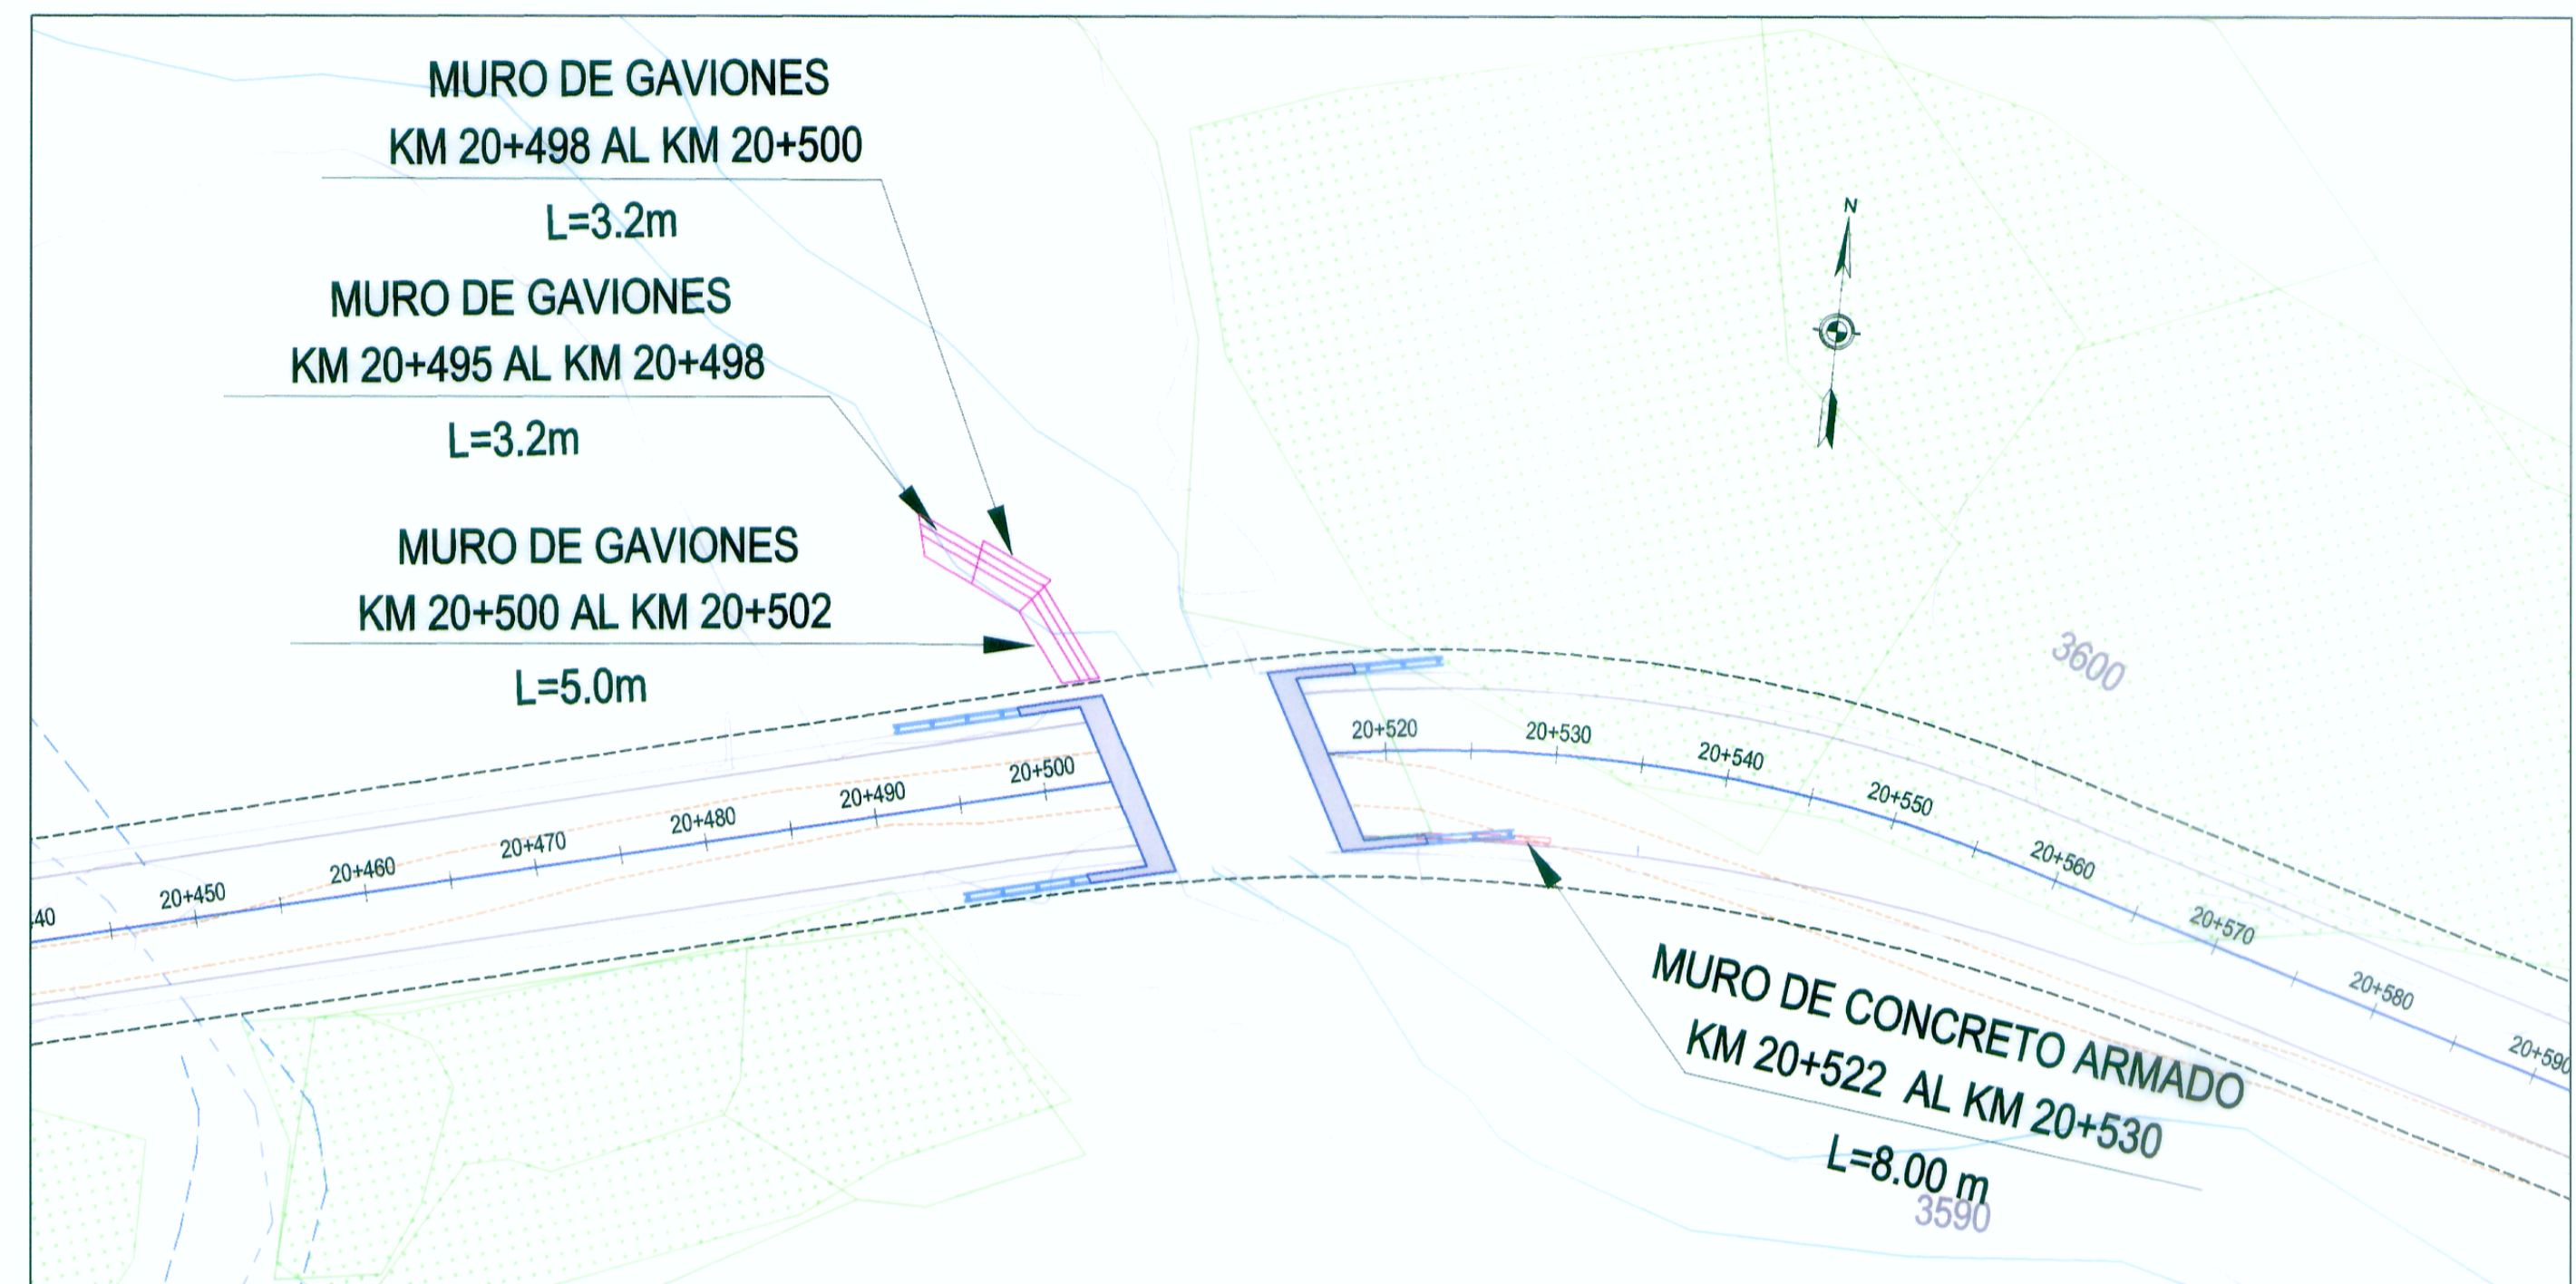 MURO DE GAVIONES
KM 20+498 AL KM 20+500
L=3.2m
MURO DE GAVIONES
KM 20+495 AL KM 20+498
L=3.2m
MURO DE GAVIONES
KM 20+500 AL KM 20+502
L=5.0m
N
3600
40
20+450
20+460
20+470
20+480
20+490
20+500
20+520
20+530
20+540
20+550
20+560
20+570
20+580
20+590
MURO DE CONCRETO ARMADO
KM 20+522 AL KM 20+530
L=8.00 m
3590